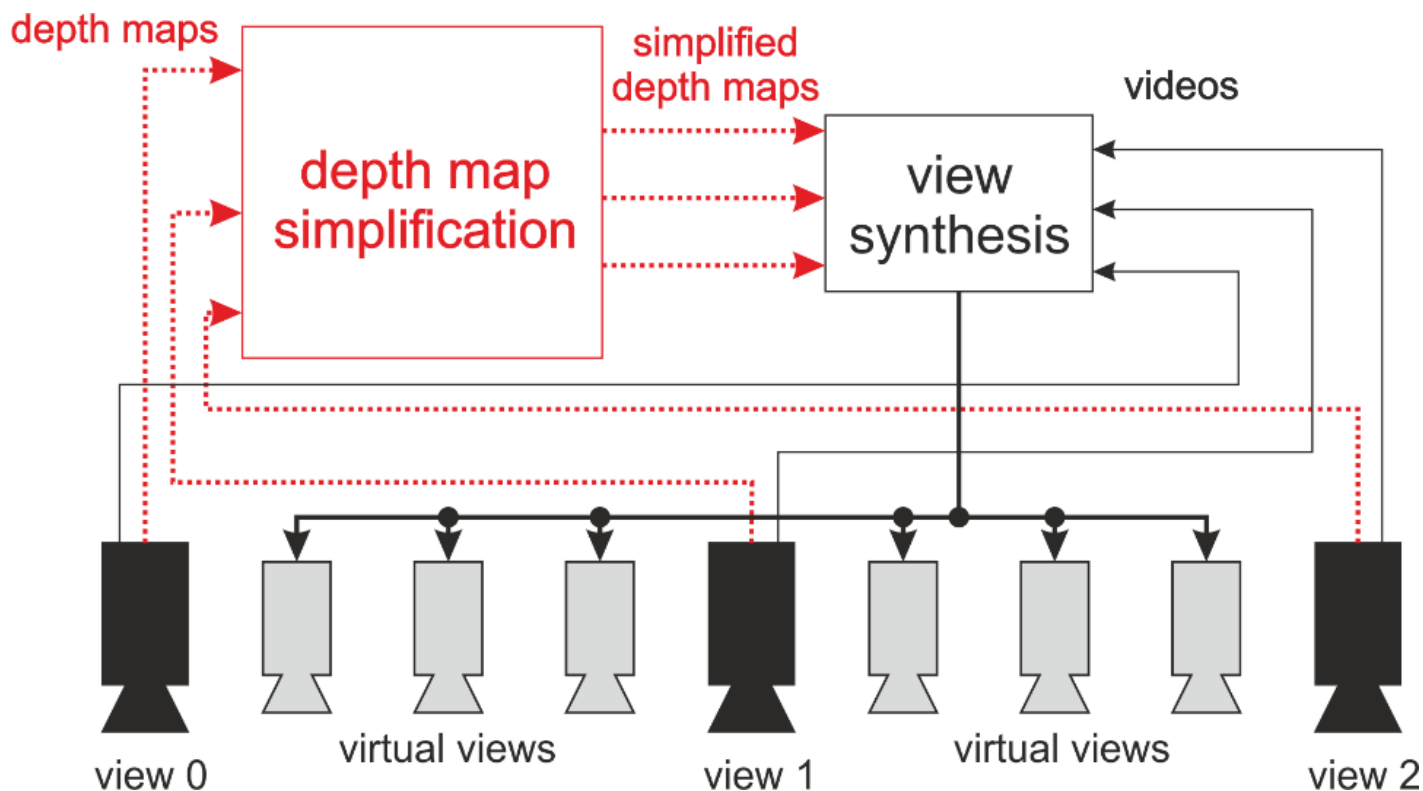 depth maps
simplified
depth maps
videos
depth map
simplification
view
synthesis
virtual views
virtual views
view 0
view 1
view 2